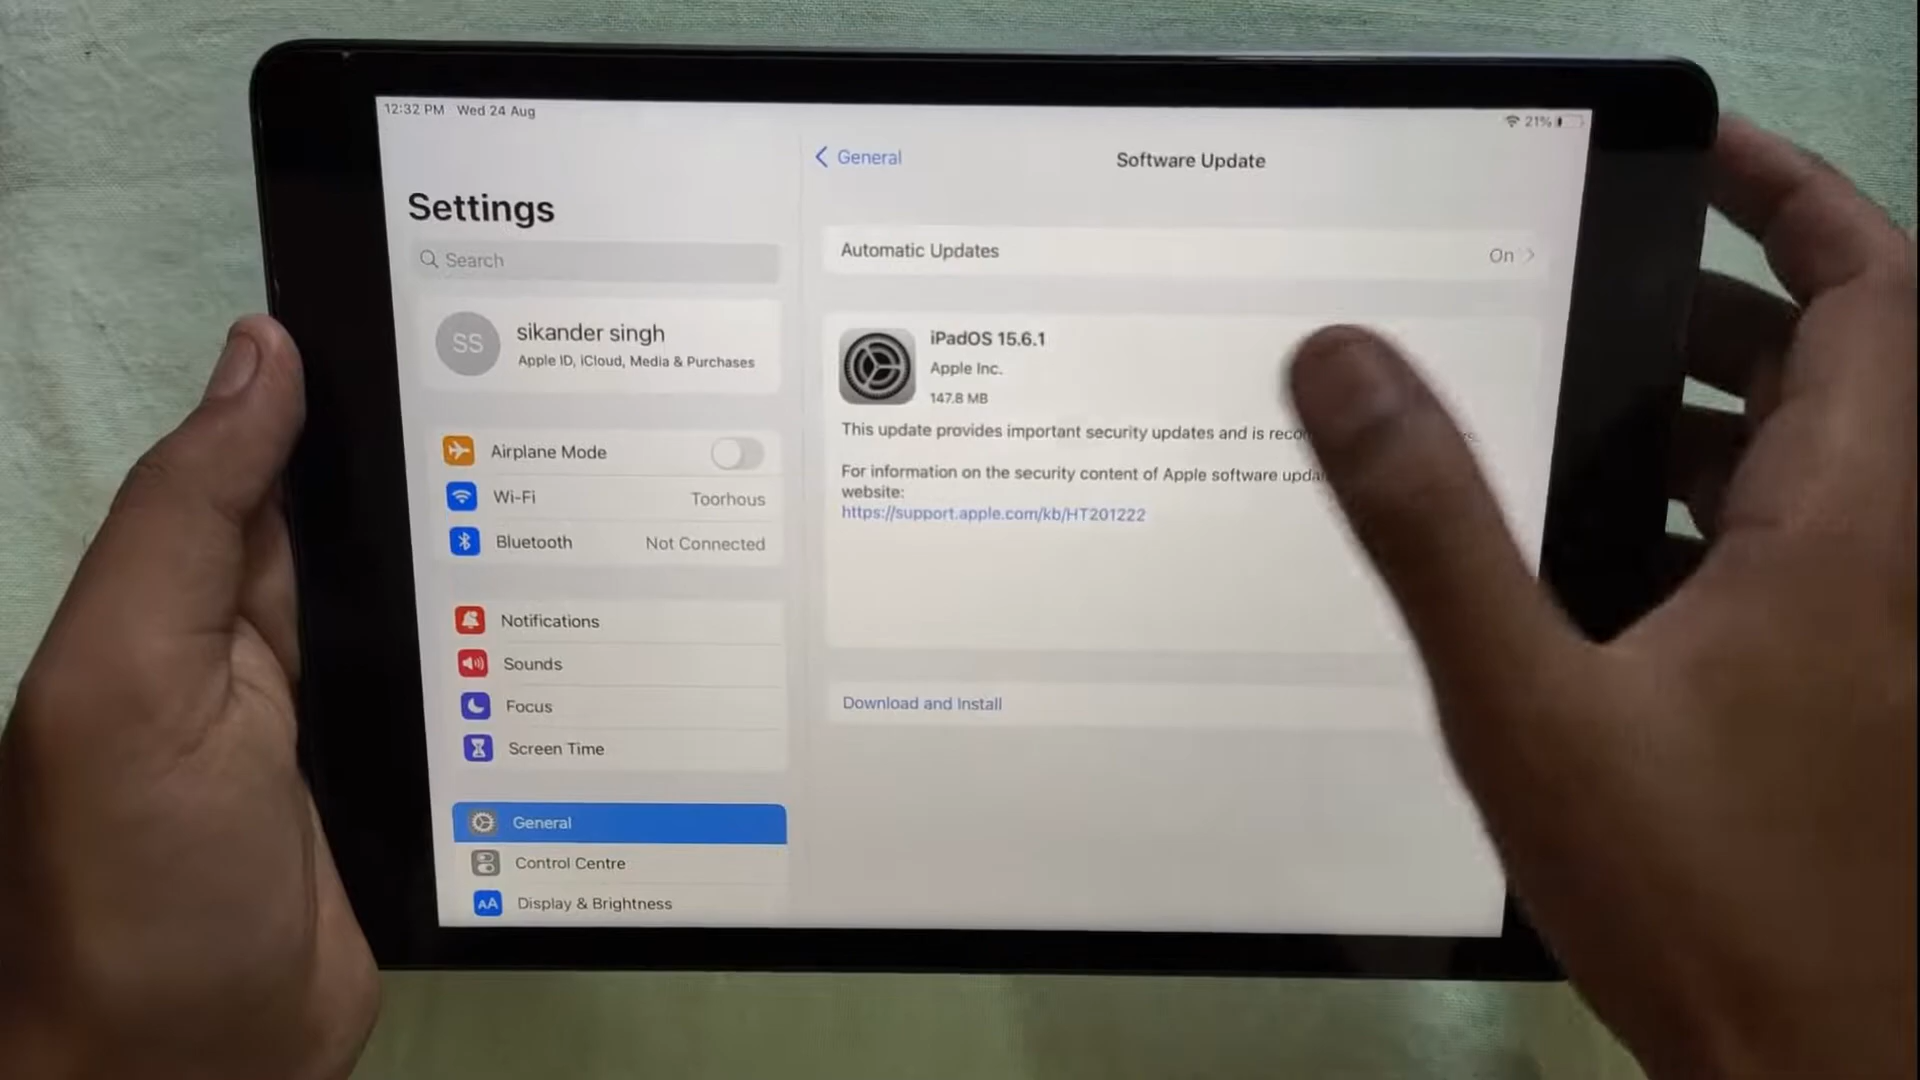 12:32 PM Wed 24 Aug
21%
Settings
Search
SS
sikander singh
Apple ID, iCloud, Media & Purchases
Airplane Mode
Wi-Fi
Toorhous
Bluetooth
Not Connected
Notifications
Sounds
Focus
Screen Time
General
Control Centre
AA
Display & Brightness
General
Software Update
Automatic Updates
On
iPadOS 15.6.1
Apple Inc.
147.8 MB
This update provides important security updates and is
For information on the security content of Apple software
website:
https://support.apple.com/kb/HT201222
Download and Install